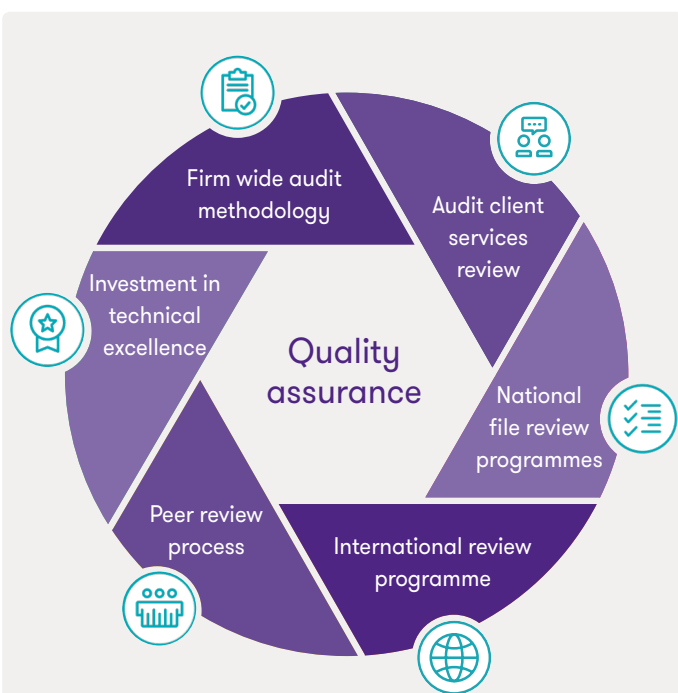 Firm wide audit
methodology
Audit client
services
review
National
file review
programmes
International review
programme
Peer review
process
Investment in
technical
excellence
Quality
assurance